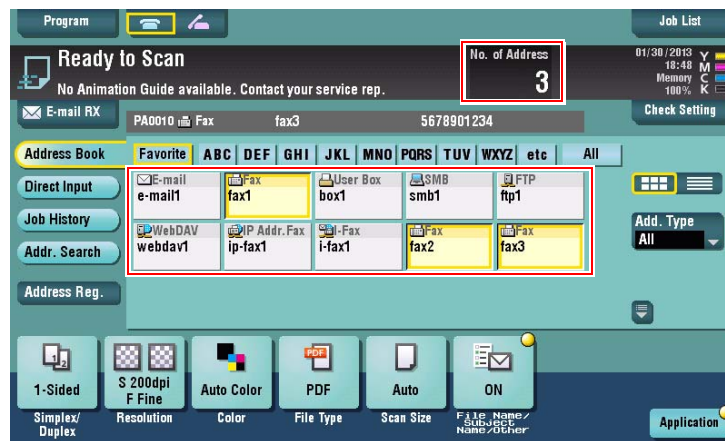 Program
Job List
Ready to Scan
No Animation Guide available. Contact your service rep.
No. of Address
3
01/30/2013
18:48
Memory
100%
Y
M
C
K
E-mail RX
PA0010 Fax fax3 5678901234
Check Setting
Address Book
Favorite ABC DEF GHI JKL MNO PQRS TUV WXYZ etc All
Direct Input
Job History
Addr. Search
Address Reg.
E-mail
e-mail1
Fax
fax1
User Box
box1
SMB
smb1
FTP
ftp1
WebDAV
webdav1
IP Addr.Fax
ip-fax1
I-Fax
i-fax1
Fax
fax2
Fax
fax3
Add. Type
All
1 2
1-Sided
Simplex/
Duplex
S 200dpi
F Fine
Resolution
Auto Color
Color
PDF
PDF
File Type
Auto
Scan Size
ON
File Name/
Subject
Name/Other
Application